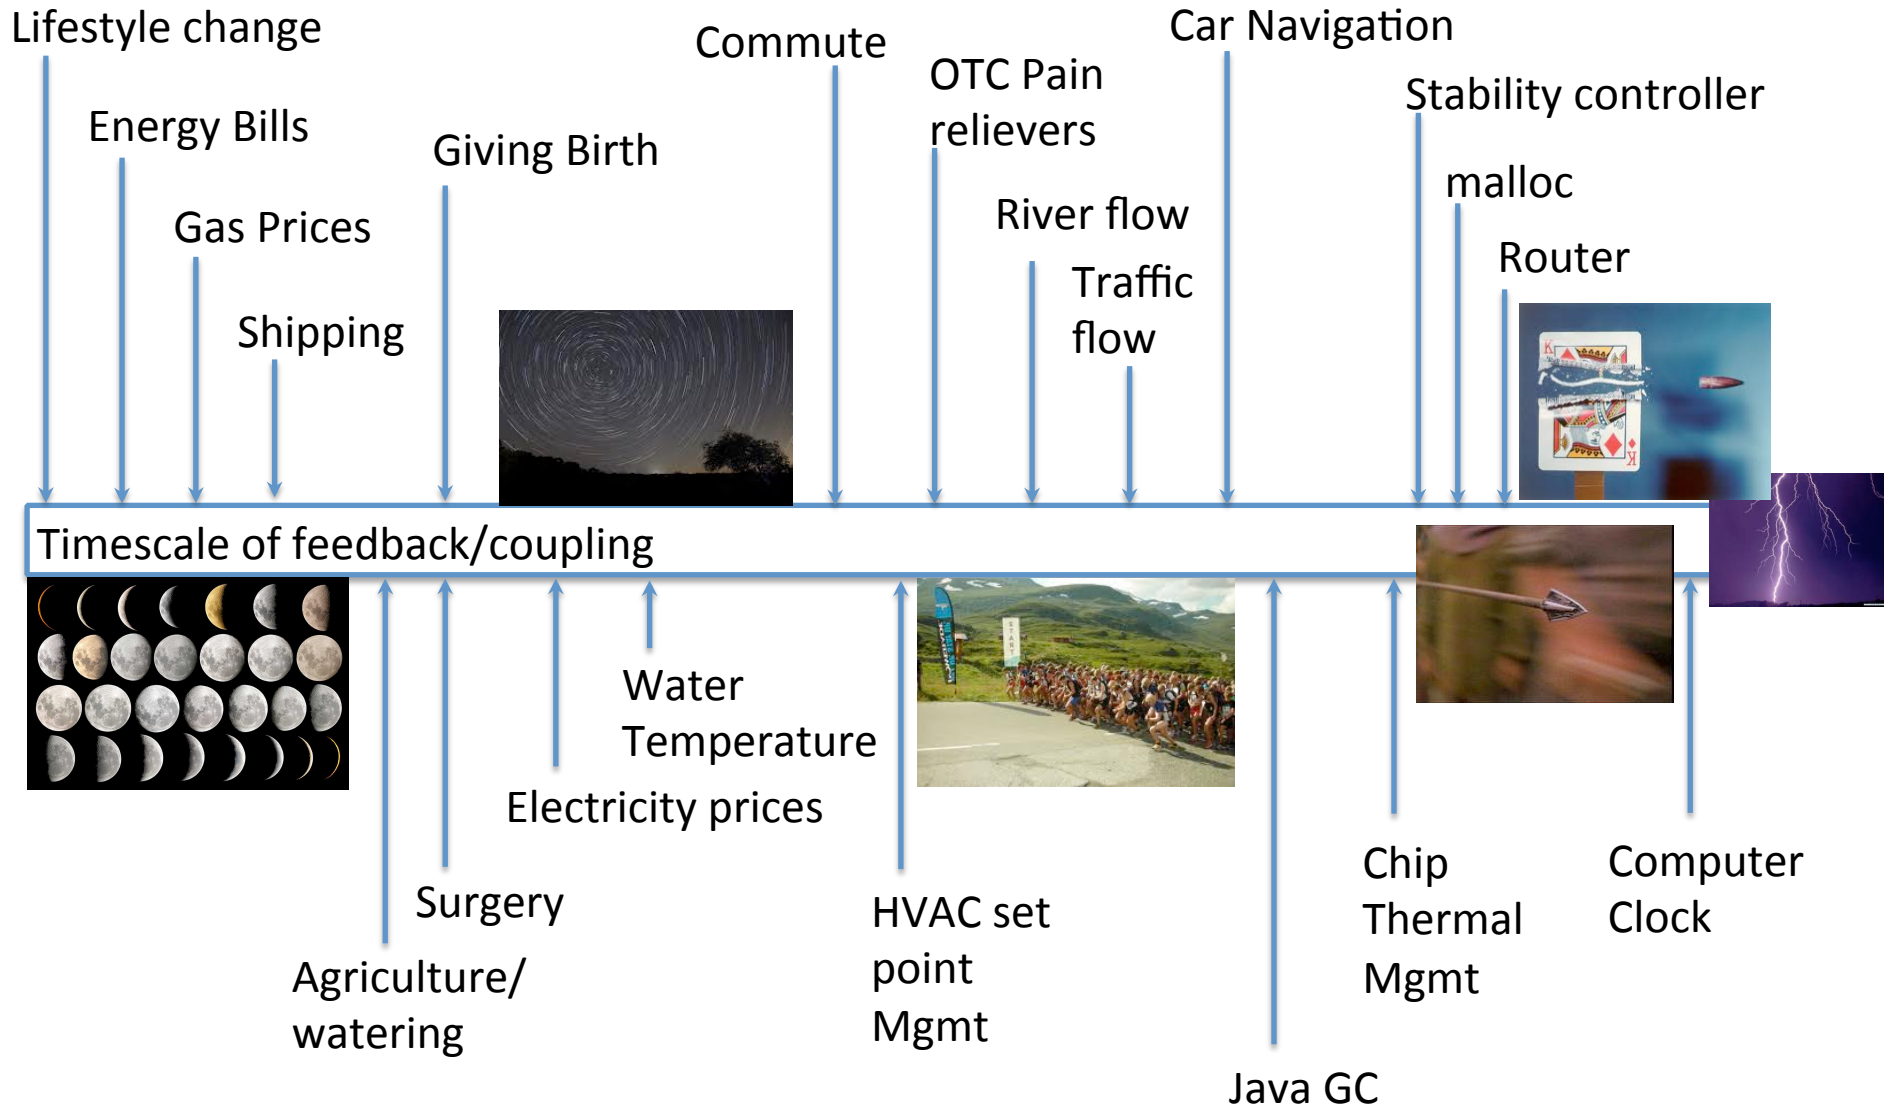 Lifestyle change
Energy Bills
Gas Prices
Shipping
Giving Birth
Commute
OTC Pain
relievers
River flow
Traffic
flow
Car Navigation
Stability controller
malloc
Router
K
K
Timescale of feedback/coupling
START
Water
Temperature
Electricity prices
Surgery
Agriculture/
watering
HVAC set
point
Mgmt
Java GC
Chip
Thermal
Mgmt
Computer
Clock